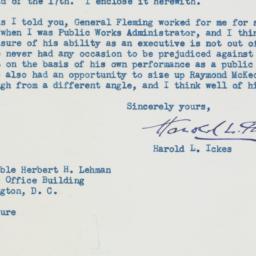 of the 17th. I enclose it herewith.
s I told you, General Fleming worked for me for s
when I was Public Works Administrator, and I thin
sure of his ability as an executive is not out of
never had any occasion to be prejudiced against
on the basis of his own performance as a public
also had an opportunity to size up Raymond McKeo
gh from a different angle, and I think well of hi
Sincerely yours,
Harold L. Ickes
ble Herbert H. Lehman
Office Building
ngton, D. C.
ure